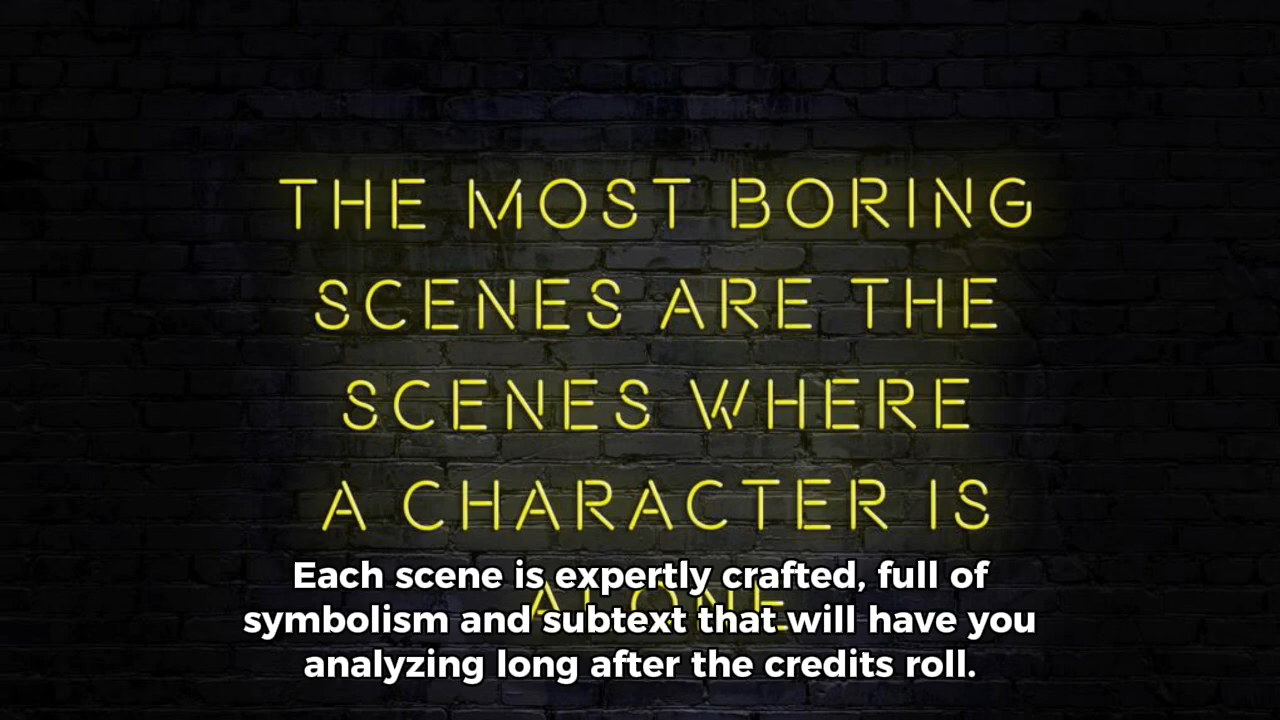 THE MOST BORING
SCENES ARE THE
SCENES WHERE
A CHARACTER IS
ALONE
Each scene is expertly crafted, full of
symbolism and subtext that will have you
analyzing long after the credits roll.